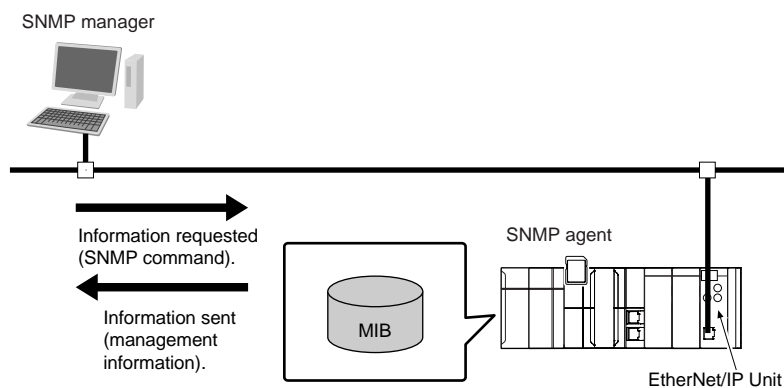 SNMP manager
Information requested
(SNMP command).
SNMP agent
Information sent
(management
information).
MIB
EtherNet/IP Unit